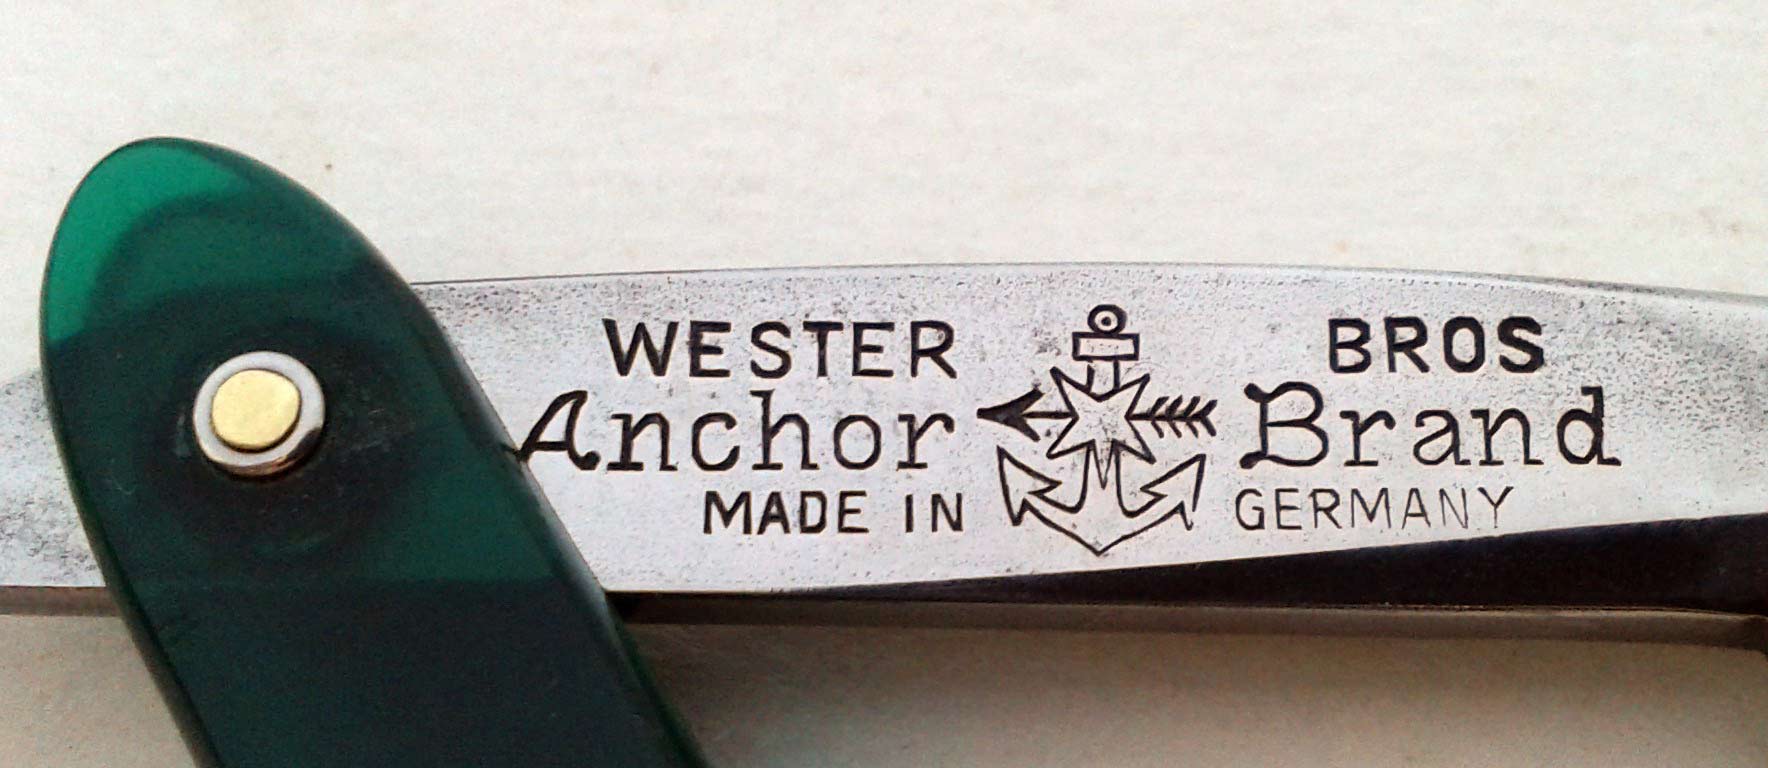 WESTER BROS
Anchor Brand
MADE IN GERMANY